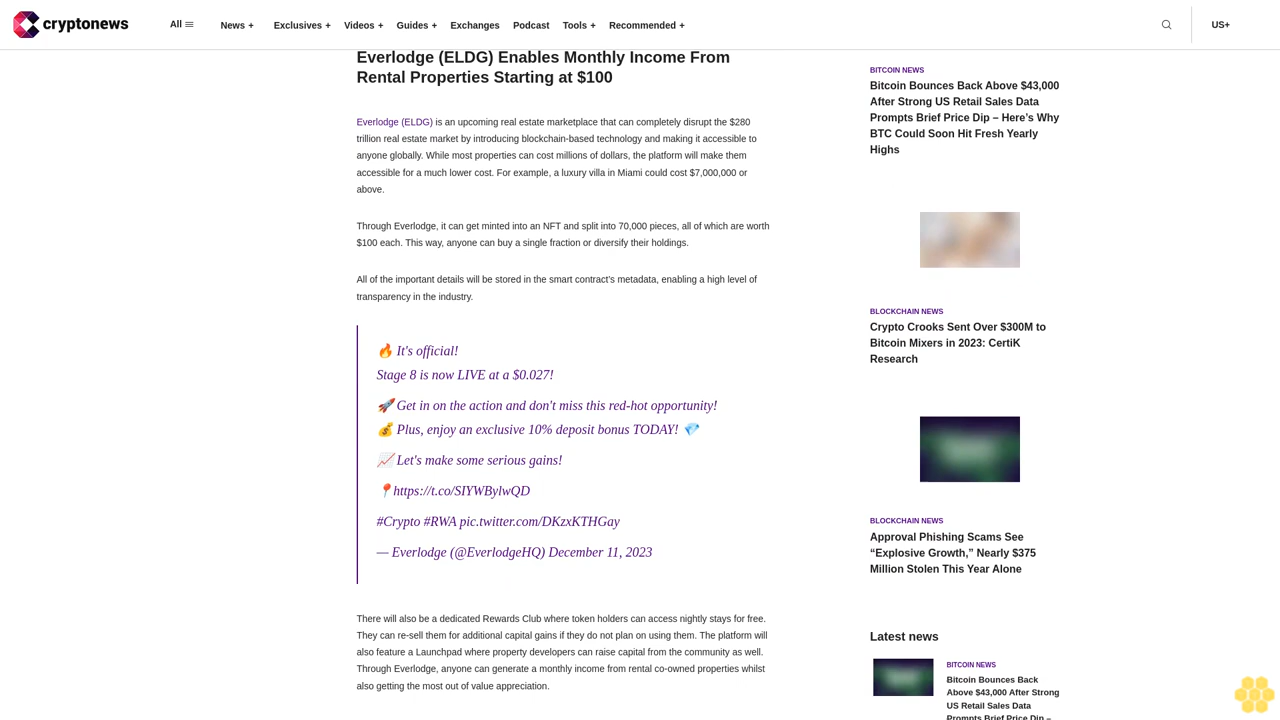 cryptonews
All
News +
Exclusives +
Videos +
Guides +
Exchanges
Podcast
Tools +
Recommended +
US+
Everlodge (ELDG) Enables Monthly Income From
Rental Properties Starting at $100
Everlodge (ELDG) is an upcoming real estate marketplace that can completely disrupt the $280
trillion real estate market by introducing blockchain-based technology and making it accessible to
anyone globally. While most properties can cost millions of dollars, the platform will make them
accessible for a much lower cost. For example, a luxury villa in Miami could cost $7,000,000 or
above.
Through Everlodge, it can get minted into an NFT and split into 70,000 pieces, all of which are worth
$100 each. This way, anyone can buy a single fraction or diversify their holdings.
All of the important details will be stored in the smart contract’s metadata, enabling a high level of
transparency in the industry.
🔥 It's official!
Stage 8 is now LIVE at a $0.027!
🚀 Get in on the action and don't miss this red-hot opportunity!
💰 Plus, enjoy an exclusive 10% deposit bonus TODAY! 💎
📈 Let's make some serious gains!
📍https://t.co/SIYWBylwQD
#Crypto #RWA pic.twitter.com/DKzxKTHGay
— Everlodge (@EverlodgeHQ) December 11, 2023
There will also be a dedicated Rewards Club where token holders can access nightly stays for free.
They can re-sell them for additional capital gains if they do not plan on using them. The platform will
also feature a Launchpad where property developers can raise capital from the community as well.
Through Everlodge, anyone can generate a monthly income from rental co-owned properties whilst
also getting the most out of value appreciation.
BITCOIN NEWS
Bitcoin Bounces Back Above $43,000
After Strong US Retail Sales Data
Prompts Brief Price Dip – Here’s Why
BTC Could Soon Hit Fresh Yearly
Highs
BLOCKCHAIN NEWS
Crypto Crooks Sent Over $300M to
Bitcoin Mixers in 2023: CertiK
Research
BLOCKCHAIN NEWS
Approval Phishing Scams See
“Explosive Growth,” Nearly $375
Million Stolen This Year Alone
Latest news
BITCOIN NEWS
Bitcoin Bounces Back
Above $43,000 After Strong
US Retail Sales Data
Prompts Brief Price Dip –